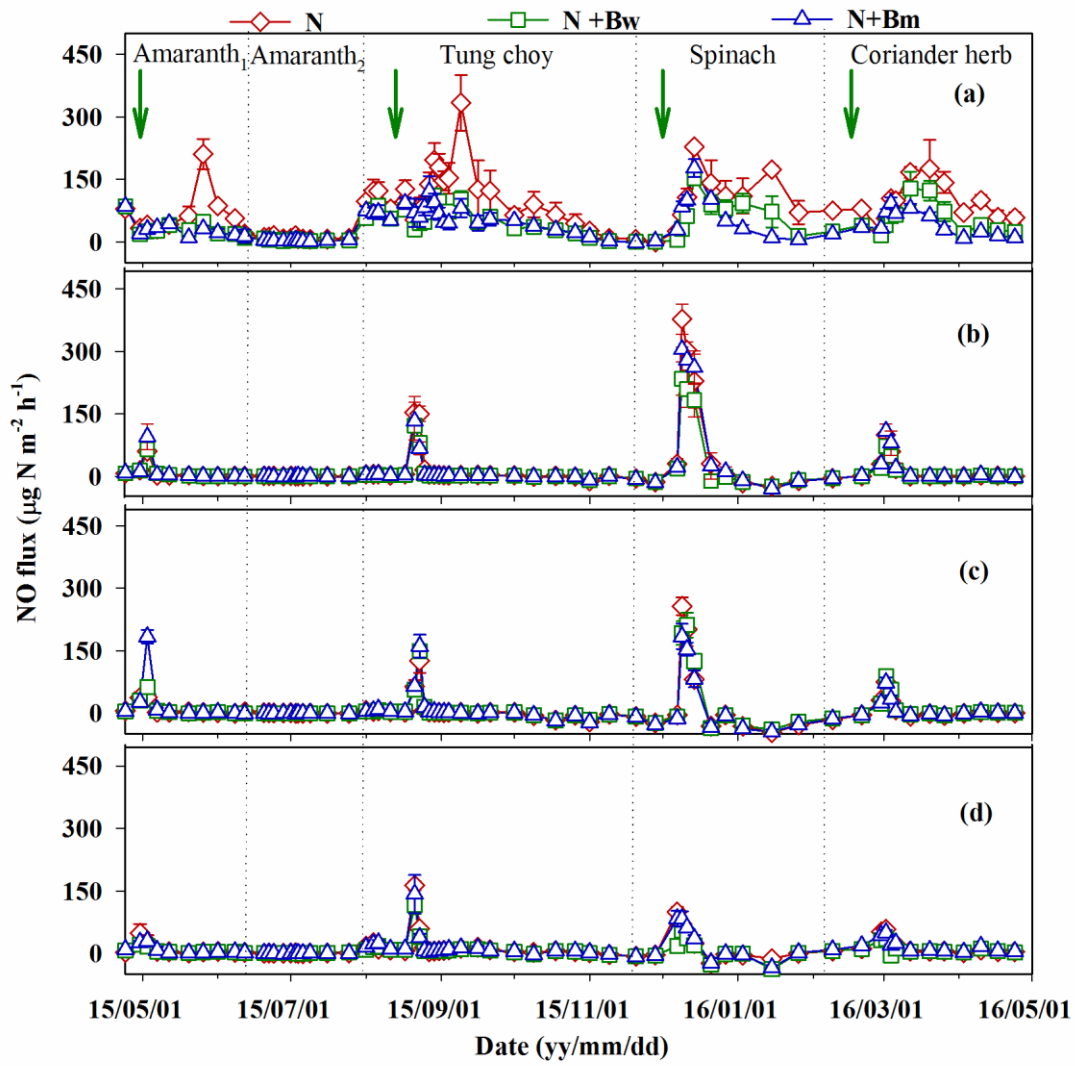 N N +Bw N+Bm
450
Amaranth1 Amaranth2 Tung choy Spinach Coriander herb
(a)
300
150
0
450
(b)
300
150
0
450
(c)
300
150
0
450
(d)
300
150
0
NO flux (µg N m-2 h-1)
15/05/01 15/07/01 15/09/01 15/11/01 16/01/01 16/03/01 16/05/01
Date (yy/mm/dd)